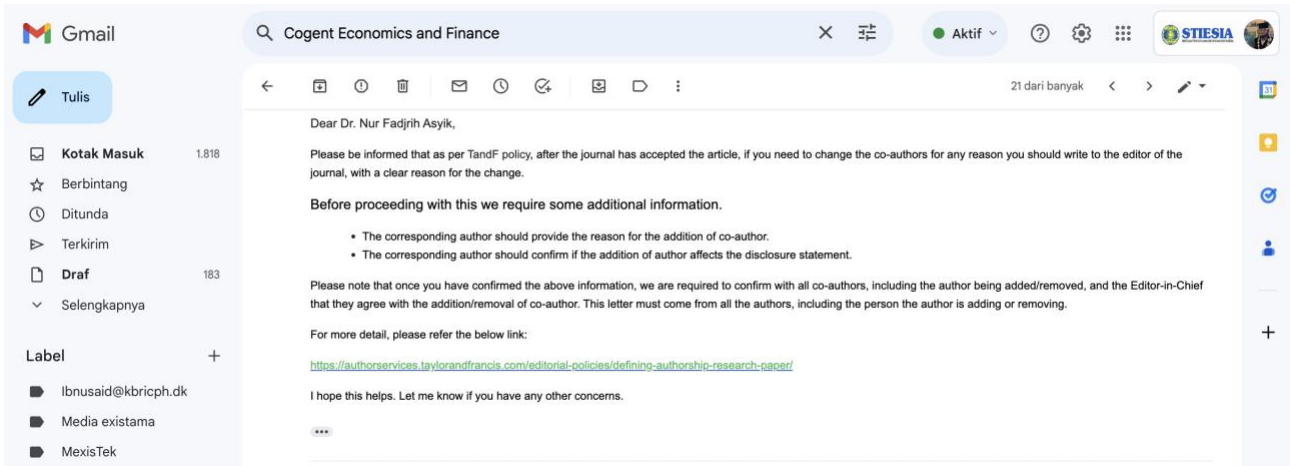 Gmail
Cogent Economics and Finance
Aktif
STIESIA
Tulis
21 dari banyak
31
Kotak Masuk 1.818
Berbintang
Ditunda
Terkirim
Draf 183
Selengkapnya
Label
Ibnusaid@kbricph.dk
Media existama
MexisTek
Dear Dr. Nur Fadjrih Asyik,
Please be informed that as per TandF policy, after the journal has accepted the article, if you need to change the co-authors for any reason you should write to the editor of the
journal, with a clear reason for the change.
Before proceeding with this we require some additional information.
• The corresponding author should provide the reason for the addition of co-author.
• The corresponding author should confirm if the addition of author affects the disclosure statement.
Please note that once you have confirmed the above information, we are required to confirm with all co-authors, including the author being added/removed, and the Editor-in-Chief
that they agree with the addition/removal of co-author. This letter must come from all the authors, including the person the author is adding or removing.
For more detail, please refer the below link:
https://authorservices.taylorandfrancis.com/editorial-policies/defining-authorship-research-paper/
I hope this helps. Let me know if you have any other concerns.